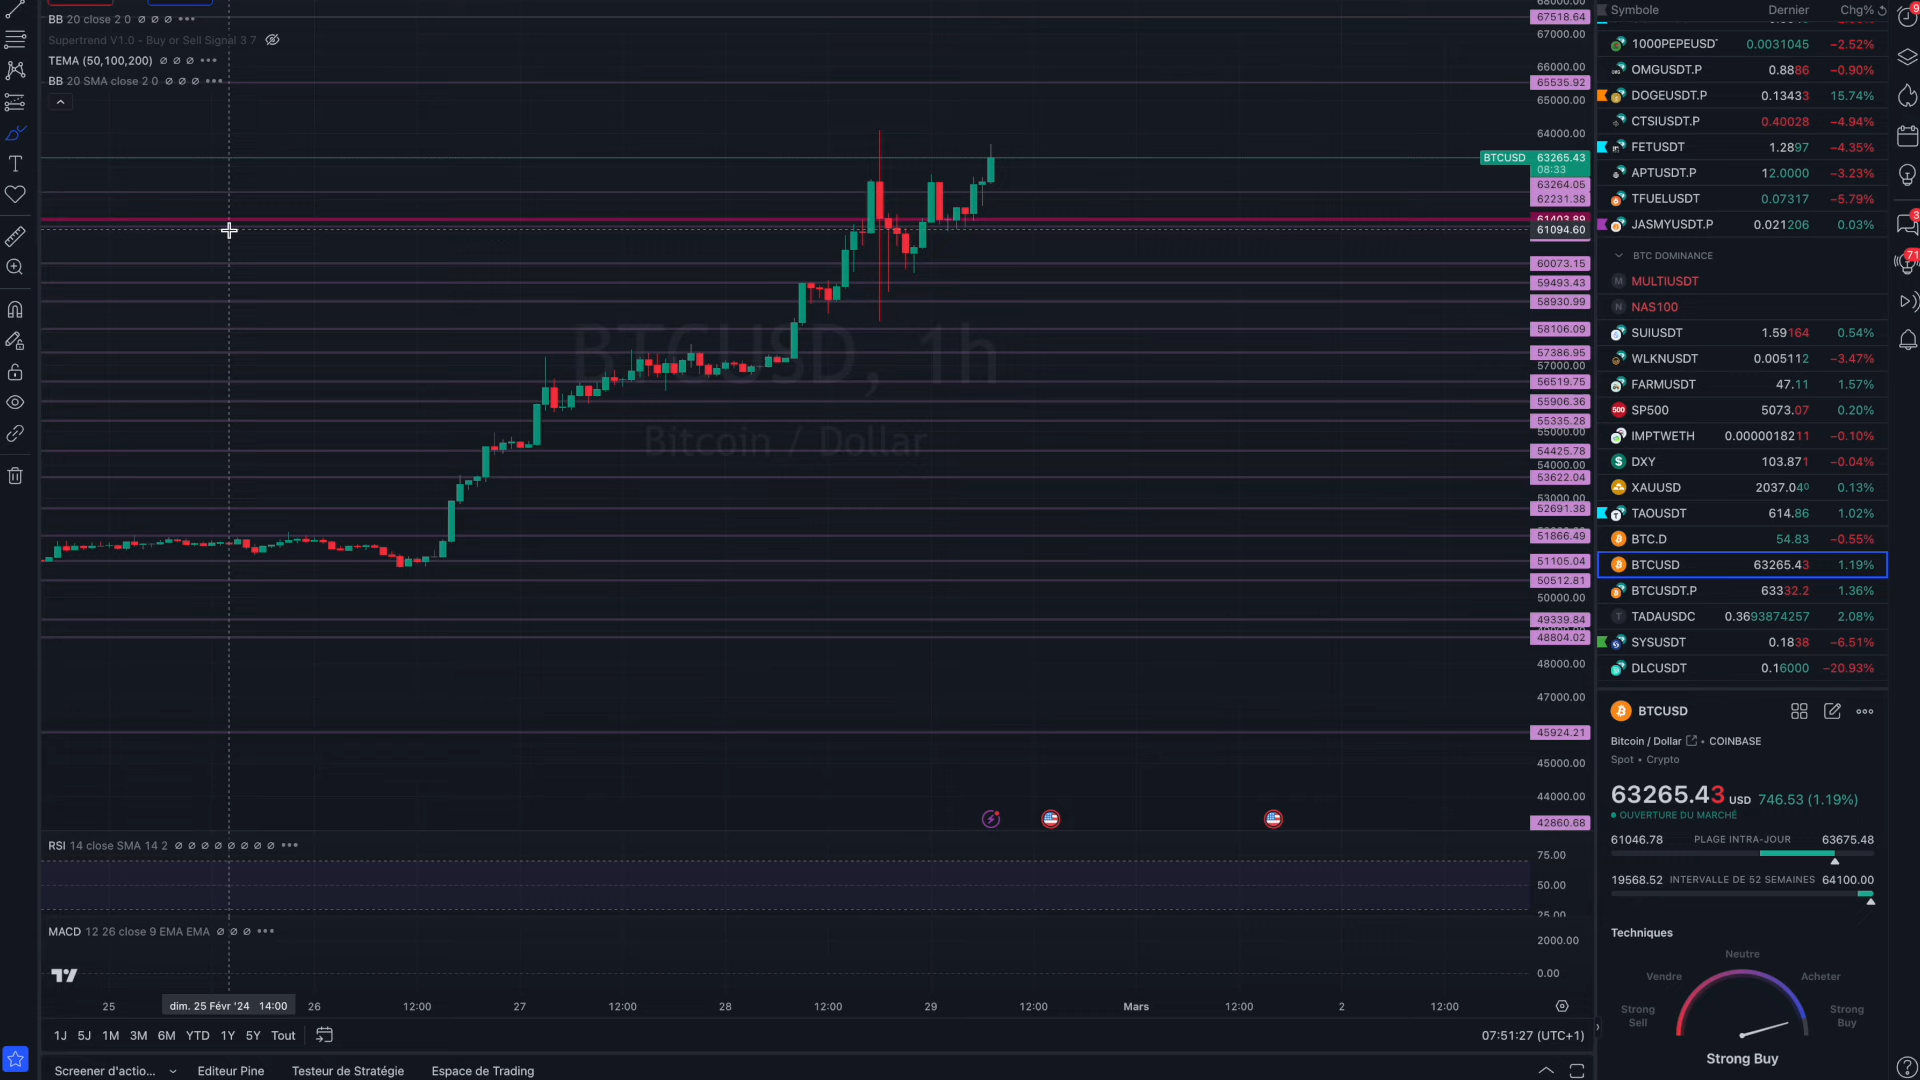 BB 20 close 2 0 ∅ ∅ ∅ •••
Supertrend V1.0 - Buy or Sell Signal 3 7
TEMA (50,100,200) ∅ ∅ ∅ •••
BB 20 SMA close 2 0 ∅ ∅ ∅ •••
BTCUSD, 1h
Bitcoin / Dollar
67518.64
67000.00
66000.00
65535.92
65000.00
64000.00
BTCUSD 63265.43
08:33
63264.05
62231.38
61403.89
61094.60
60073.15
59493.43
58930.99
58106.09
57386.95
57000.00
56519.75
55906.36
55335.28
55000.00
54425.78
54000.00
53622.04
53000.00
52691.38
51866.49
51105.04
50512.81
50000.00
49339.84
48804.02
48000.00
47000.00
45924.21
45000.00
44000.00
42860.68
RSI 14 close SMA 14 2 ∅ ∅ ∅ ∅ ∅ ∅ ∅ ∅ •••
75.00
50.00
25.00
MACD 12 26 close 9 EMA EMA ∅ ∅ ∅ •••
2000.00
0.00
25 dim. 25 Févr '24 14:00 26 12:00 27 12:00 28 12:00 29 12:00 Mars 12:00 2 12:00
1J 5J 1M 3M 6M YTD 1Y 5Y Tout
07:51:27 (UTC+1)
Screener d'actio... Editeur Pine Testeur de Stratégie Espace de Trading
Symbole Dernier Chg%
1000PEPEUSDT 0.0031045 −2.52%
OMGUSDT.P 0.8886 −0.90%
DOGEUSDT.P 0.13433 15.74%
CTSIUSDT.P 0.40028 −4.94%
FETUSDT 1.2897 −4.35%
APTUSDT.P 12.0000 −3.23%
TFUELUSDT 0.07317 −5.79%
JASMYUSDT.P 0.021206 0.03%
BTC DOMINANCE
M MULTIUSDT
N NAS100
SUIUSDT 1.59164 0.54%
WLKNUSDT 0.005112 −3.47%
FARMUSDT 47.11 1.57%
500 SP500 5073.07 0.20%
IMPTWETH 0.0000018211 −0.10%
$ DXY 103.871 −0.04%
XAUUSD 2037.040 0.13%
TAOUSDT 614.86 1.02%
BTC.D 54.83 −0.55%
BTCUSD 63265.43 1.19%
BTCUSDT.P 63332.2 1.36%
T TADAUSDC 0.3693874257 2.08%
SYSUSDT 0.1838 −6.51%
DLCUSDT 0.16000 −20.93%
BTCUSD
Bitcoin / Dollar • COINBASE
Spot • Crypto
63265.43 USD 746.53 (1.19%)
OUVERTURE DU MARCHÉ
61046.78 PLAGE INTRA-JOUR 63675.48
19568.52 INTERVALLE DE 52 SEMAINES 64100.00
Techniques
Neutre
Vendre Acheter
Strong Sell
Strong Buy
Strong Buy
9
3
71